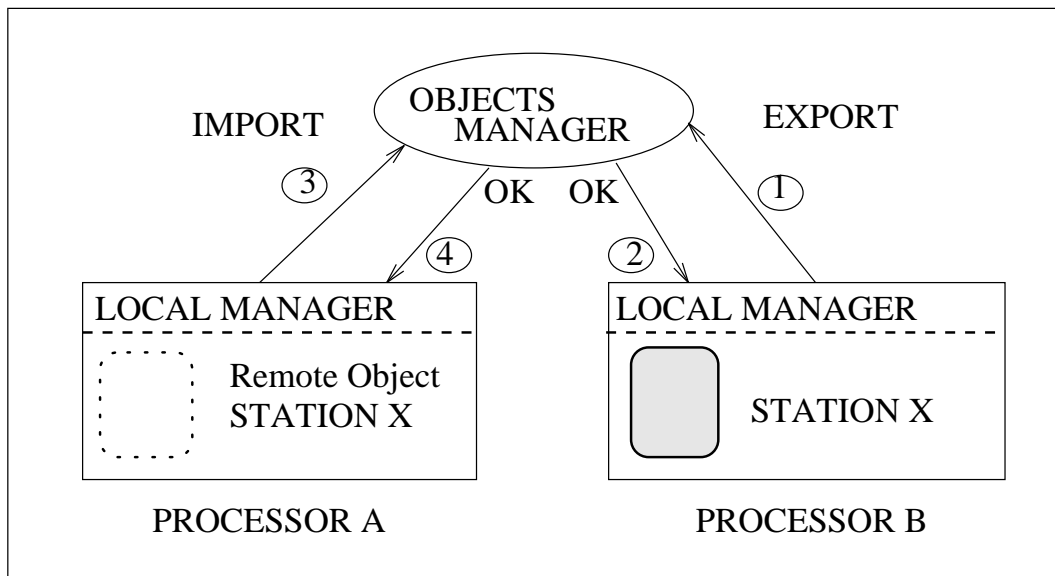 OBJECTS
MANAGER
IMPORT
EXPORT
3
1
OK
OK
4
2
LOCAL MANAGER
LOCAL MANAGER
Remote Object
STATION X
STATION X
PROCESSOR A
PROCESSOR B